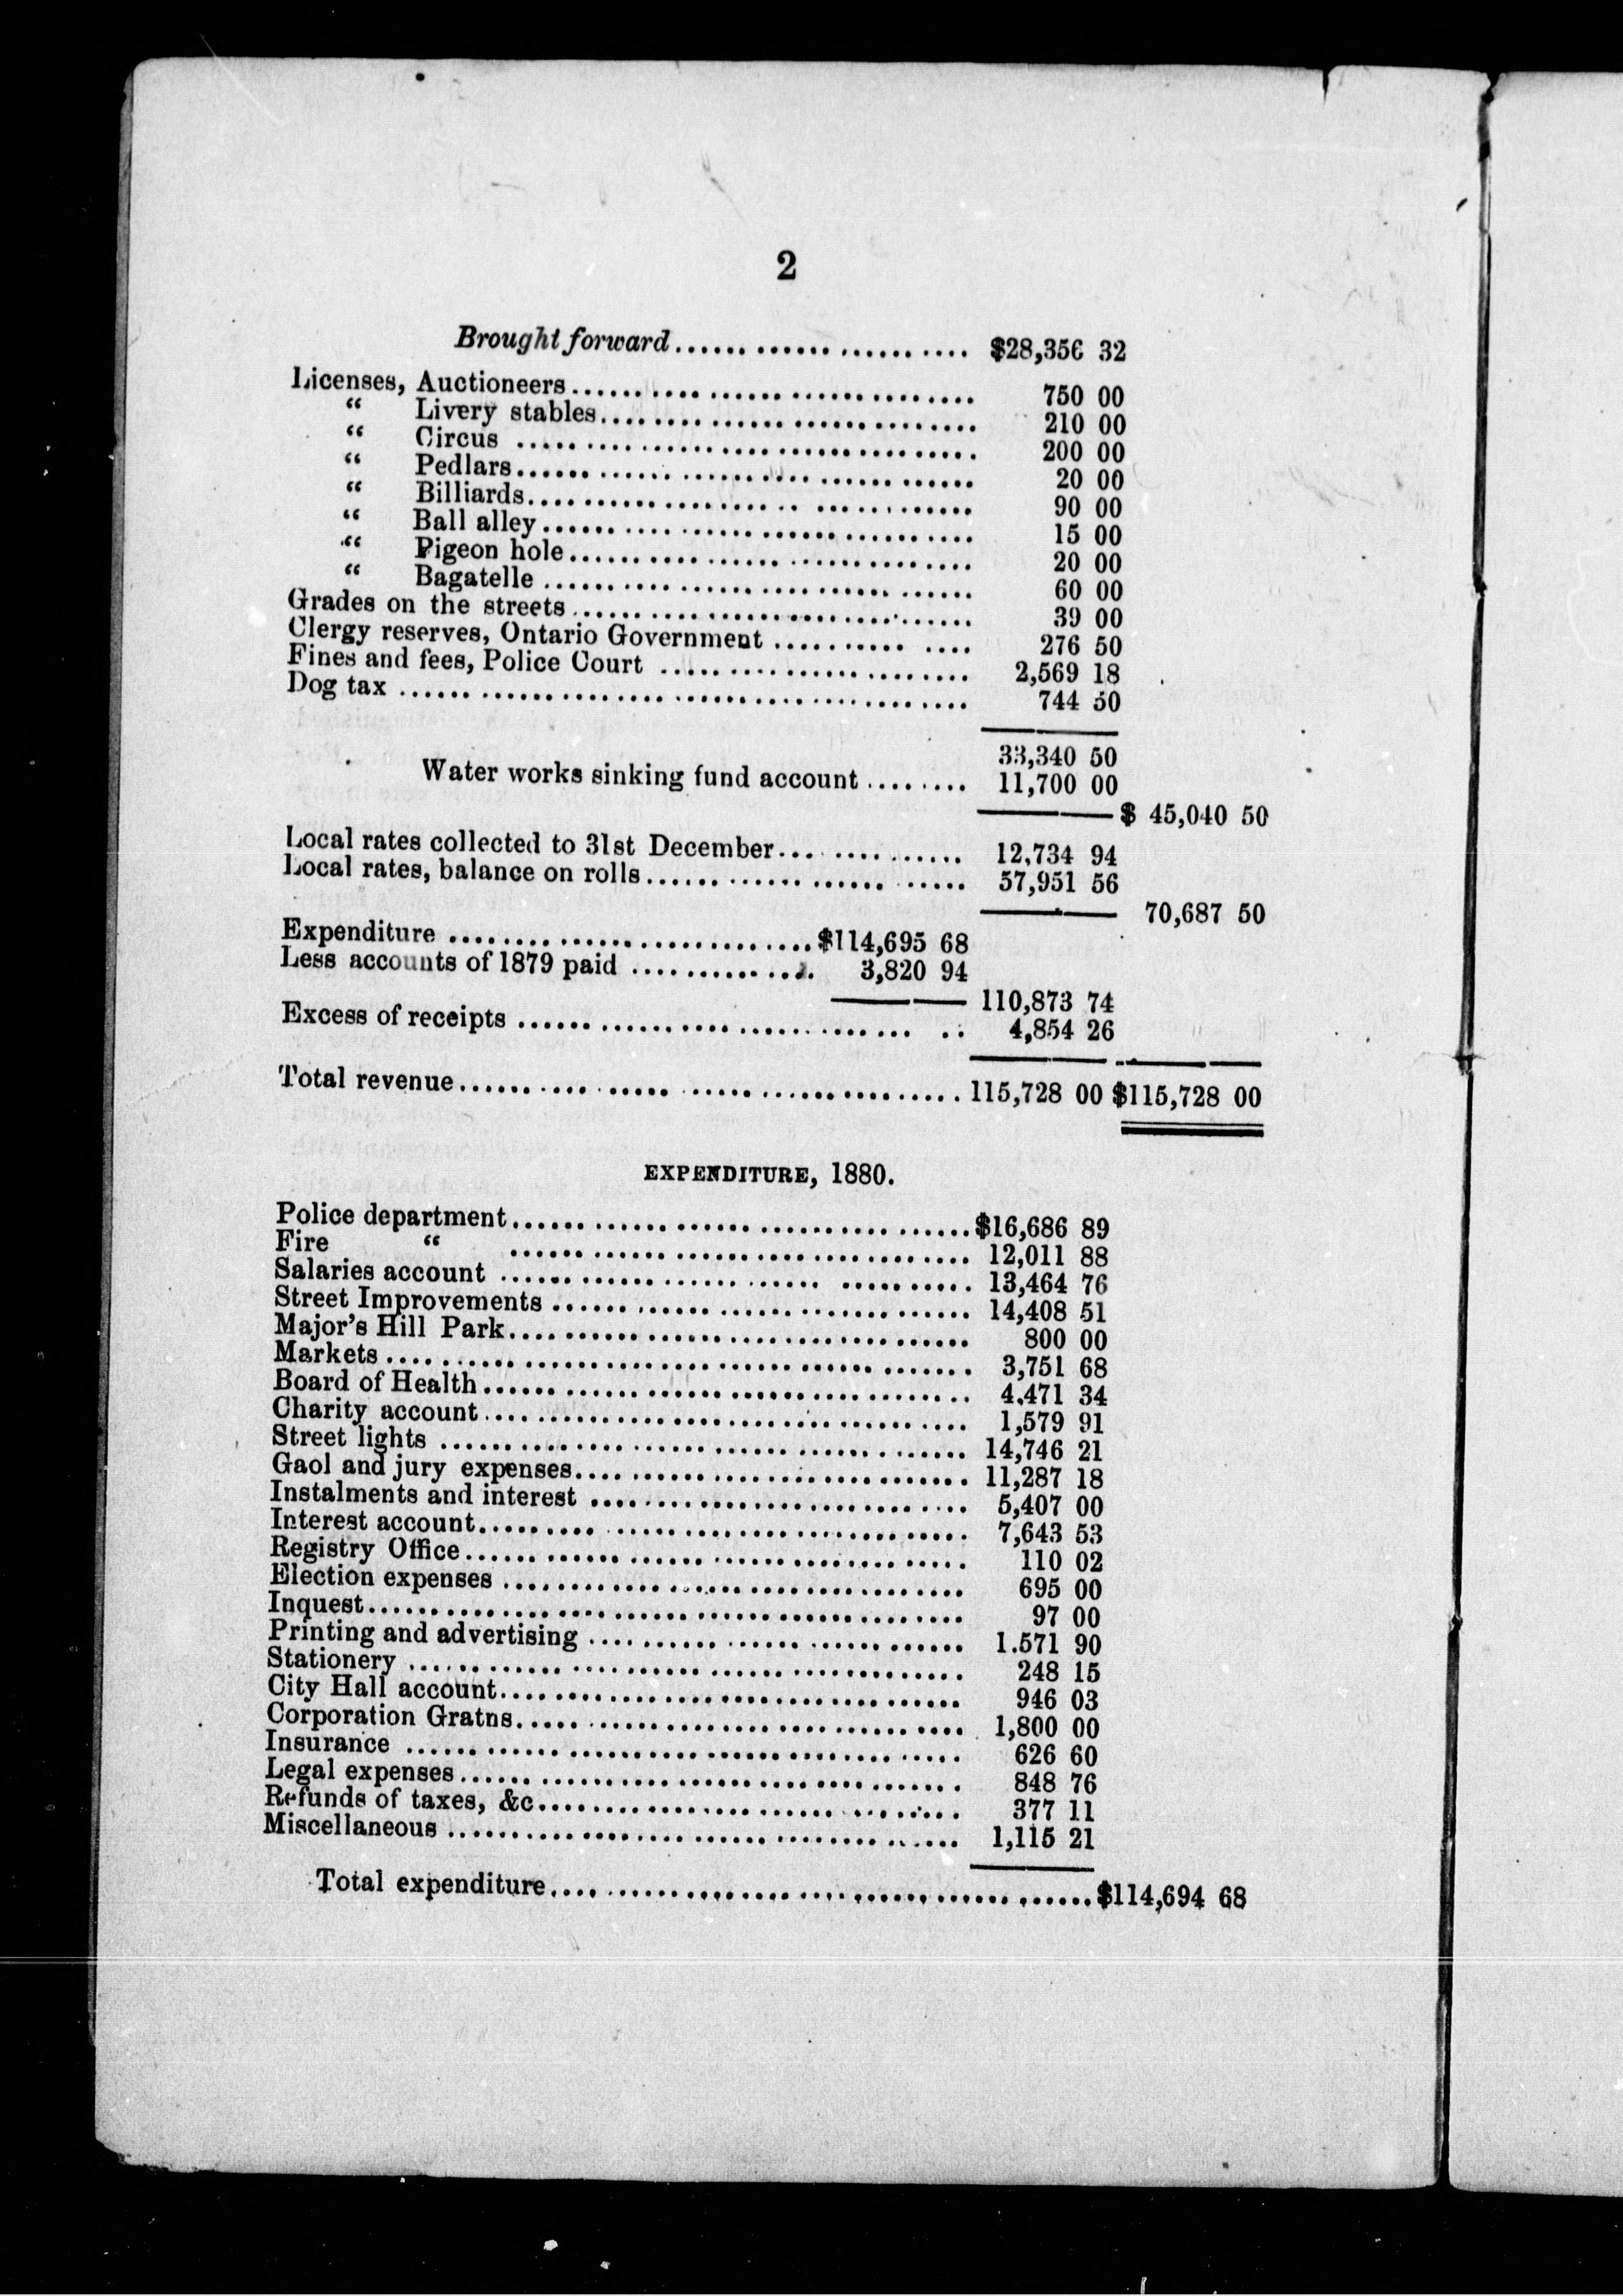 2
Brought forward.................... $28,356 32
Licenses, Auctioneers.................... 750 00
“ Livery stables.................... 210 00
“ Circus .................... 200 00
“ Pedlars.................... 20 00
“ Billiards.................... 90 00
“ Ball alley.................... 15 00
“ Pigeon hole.................... 20 00
“ Bagatelle .................... 60 00
Grades on the streets.................... 39 00
Clergy reserves, Ontario Government .............. 276 50
Fines and fees, Police Court .................... 2,569 18
Dog tax .................... 744 50
33,340 50
Water works sinking fund account ......... 11,700 00
$ 45,040 50
Local rates collected to 31st December.............. 12,734 94
Local rates, balance on rolls.................... 57,951 56
70,687 50
Expenditure ....................$114,695 68
Less accounts of 1879 paid .............. 3,820 94
110,873 74
Excess of receipts .................... 4,854 26
Total revenue.................... 115,728 00 $115,728 00
EXPENDITURE, 1880.
Police department....................$16,686 89
Fire “ .................... 12,011 88
Salaries account .................... 13,464 76
Street Improvements .................... 14,408 51
Major's Hill Park.................... 800 00
Markets .................... 3,751 68
Board of Health.................... 4,471 34
Charity account.................... 1,579 91
Street lights .................... 14,746 21
Gaol and jury expenses.................... 11,287 18
Instalments and interest .................... 5,407 00
Interest account.................... 7,643 53
Registry Office.................... 110 02
Election expenses .................... 695 00
Inquest.................... 97 00
Printing and advertising .................... 1.571 90
Stationery .................... 248 15
City Hall account.................... 946 03
Corporation Gratns.................... 1,800 00
Insurance .................... 626 60
Legal expenses.................... 848 76
Refunds of taxes, &c.................... 377 11
Miscellaneous .................... 1,115 21
Total expenditure....................$114,694 68